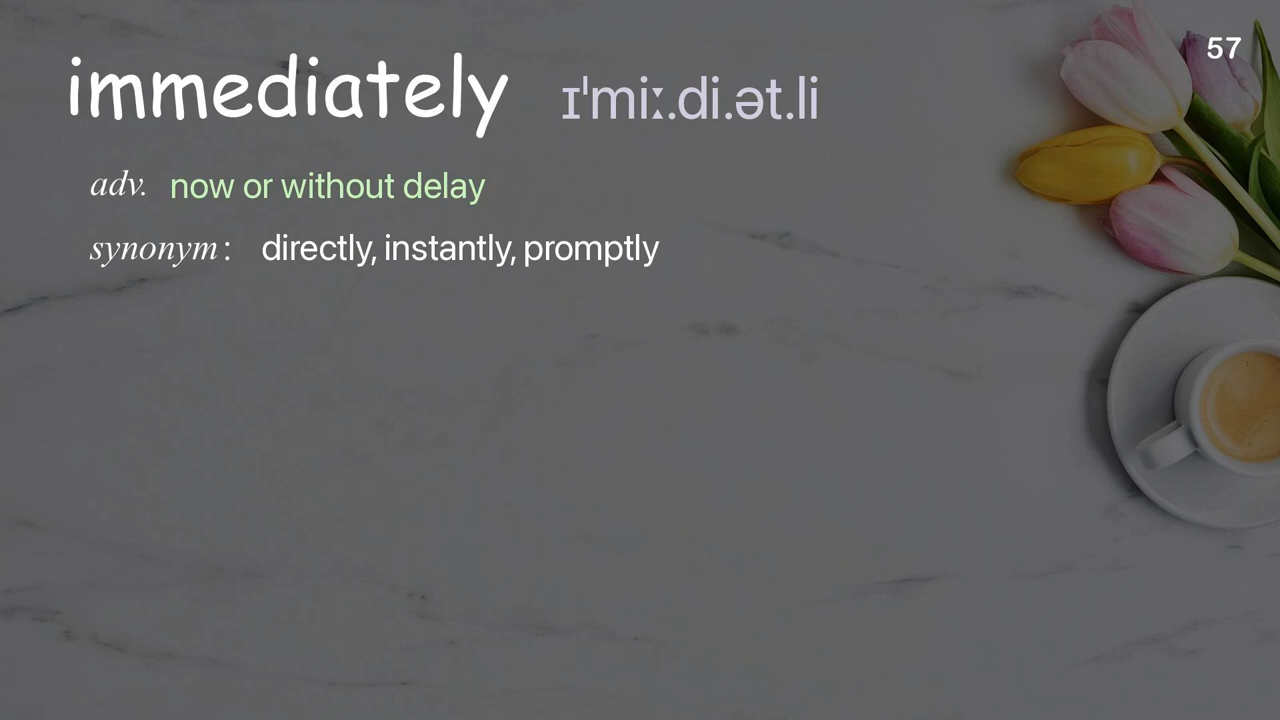 57
immediately ɪˈmiː.di.ət.li
adv. now or without delay
synonym: directly, instantly, promptly